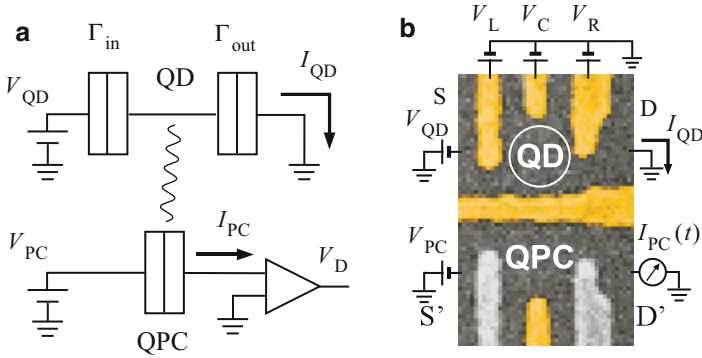 a
Γin
Γout
QD
IQD
VQD
VPC
IPC
VD
QPC
b
VL
VC
VR
S
D
VQD
IQD
QD
VPC
QPC
IPC(t)
S'
D'